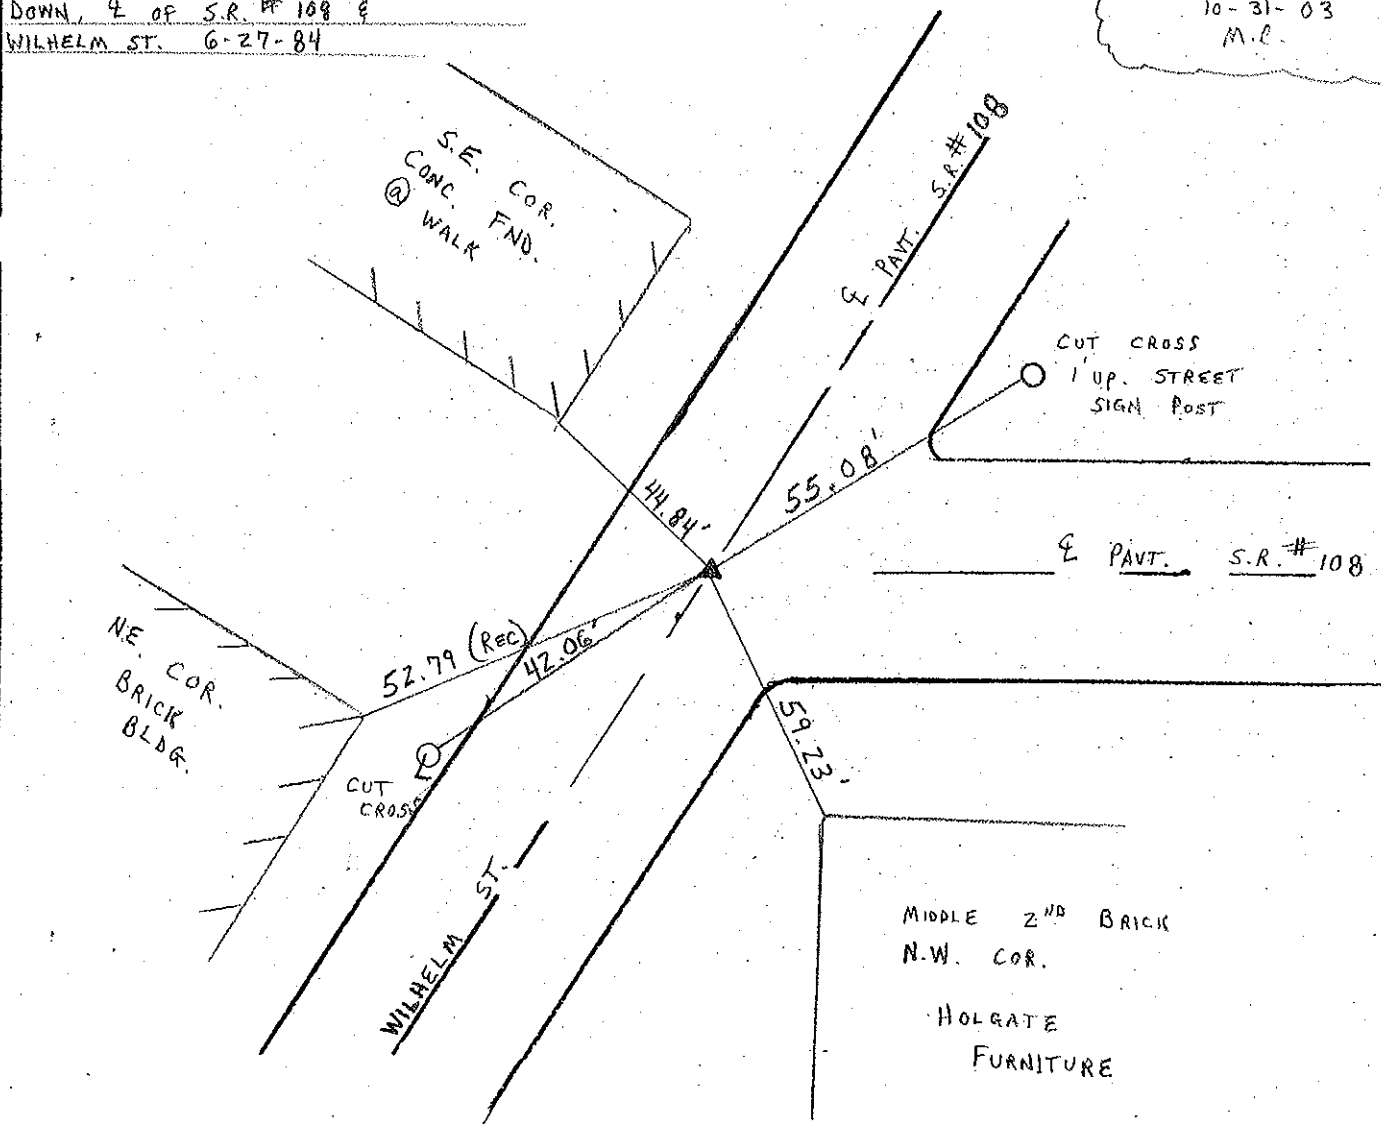 DOWN, ℄ OF S.R. # 108 &
WILHELM ST. 6-27-84
10-31-03
M.C.
S.E. COR.
CONC. FND.
@ WALK
℄ PAVT. S.R. # 108
CUT CROSS
1' UP. STREET
SIGN POST
44.84'
55.08'
℄ PAVT. S.R. # 108
N.E. COR.
BRICK
BLDG.
52.79 (REC)
42.06'
CUT
CROSS
59.23'
WILHELM ST.
MIDDLE 2ND BRICK
N.W. COR.
HOLGATE
FURNITURE